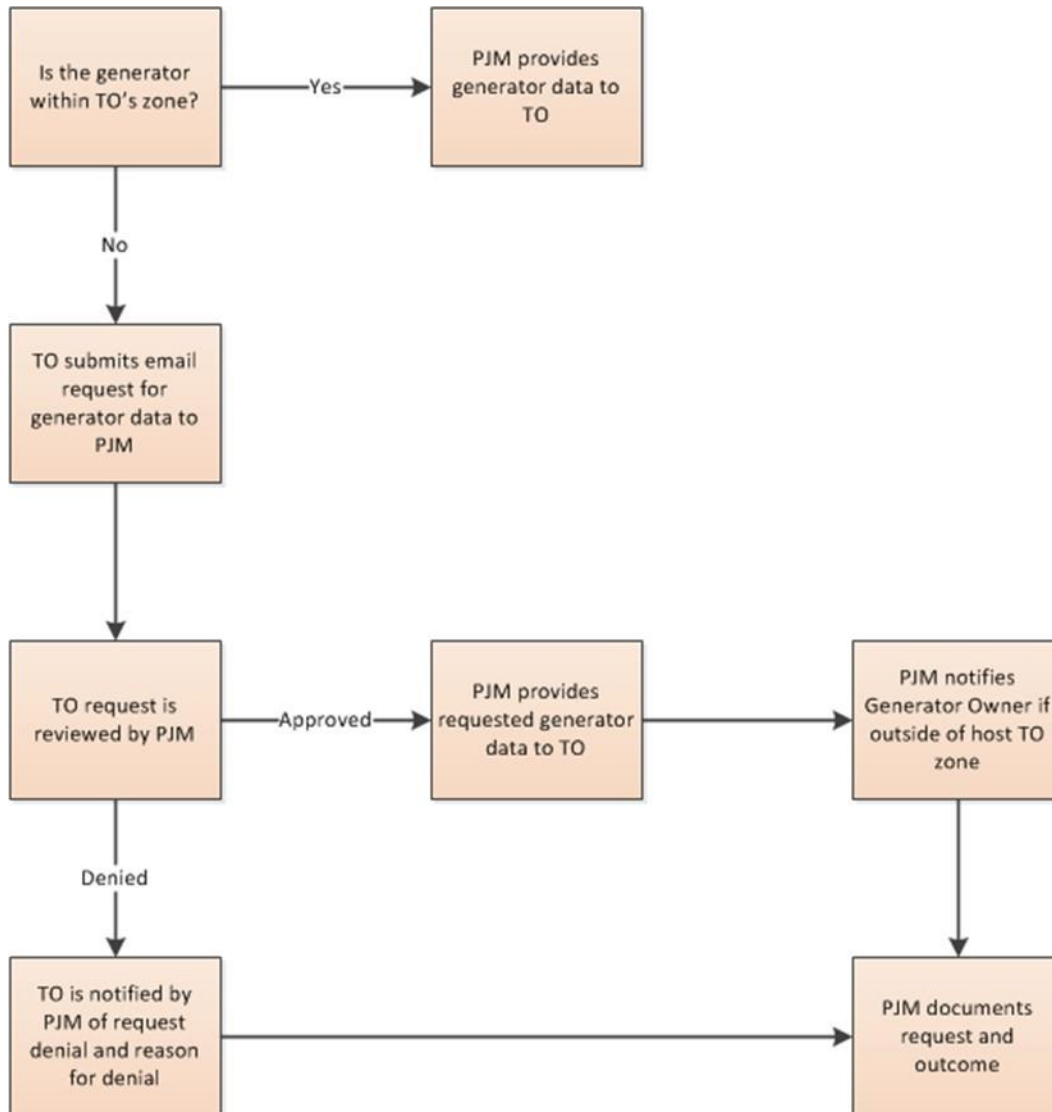 Is the generator
within TO's zone?
Yes
PJM provides
generator data to
TO
No
TO submits email
request for
generator data to
PJM
TO request is
reviewed by PJM
Approved
PJM provides
requested generator
data to TO
PJM notifies
Generator Owner if
outside of host TO
zone
Denied
TO is notified by
PJM of request
denial and reason
for denial
PJM documents
request and
outcome